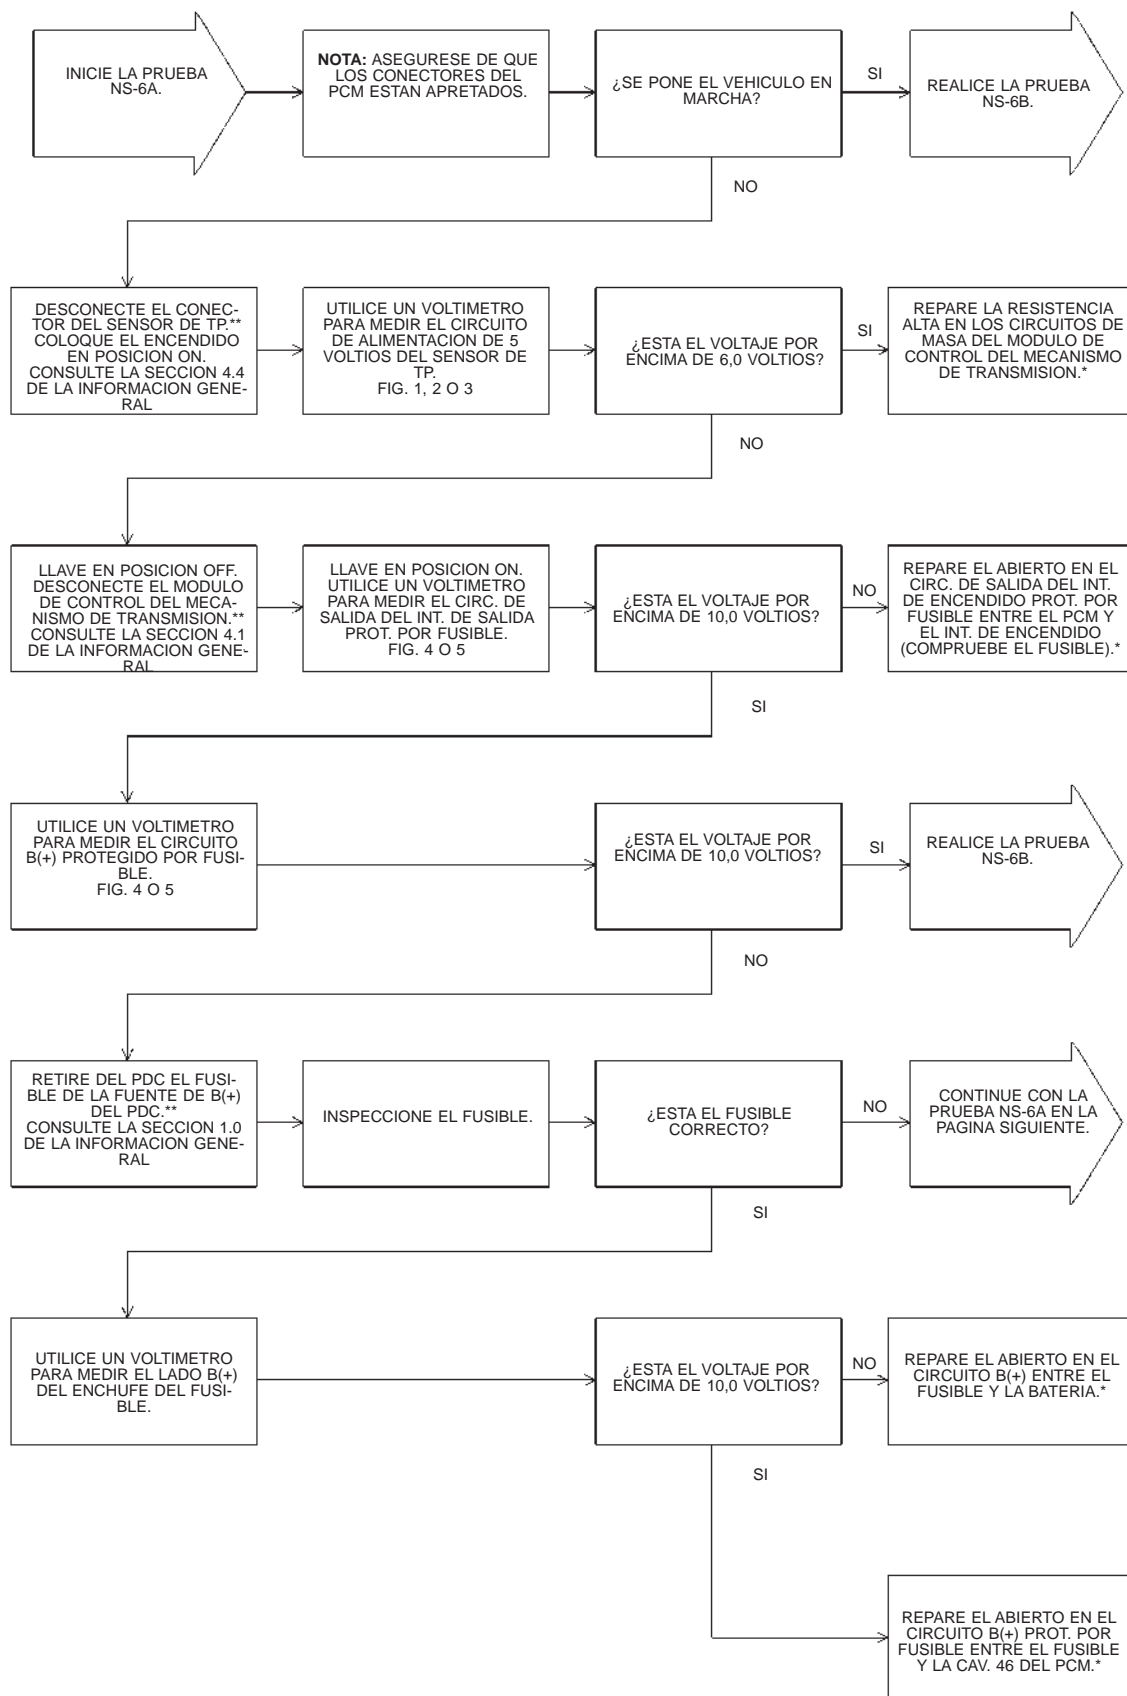 INICIE LA PRUEBA
NS-6A.
NOTA: ASEGURESE DE QUE
LOS CONECTORES DEL
PCM ESTAN APRETADOS.
¿SE PONE EL VEHICULO EN
MARCHA?
SI
REALICE LA PRUEBA
NS-6B.
NO
DESCONECTE EL CONEC-
TOR DEL SENSOR DE TP.**
COLOQUE EL ENCENDIDO
EN POSICION ON.
CONSULTE LA SECCION 4.4
DE LA INFORMACION GENE-
RAL
UTILICE UN VOLTIMETRO
PARA MEDIR EL CIRCUITO
DE ALIMENTACION DE 5
VOLTIOS DEL SENSOR DE
TP.
FIG. 1, 2 O 3
¿ESTA EL VOLTAJE POR
ENCIMA DE 6,0 VOLTIOS?
SI
REPARE LA RESISTENCIA
ALTA EN LOS CIRCUITOS DE
MASA DEL MODULO DE
CONTROL DEL MECANISMO
DE TRANSMISION.*
NO
LLAVE EN POSICION OFF.
DESCONECTE EL MODULO
DE CONTROL DEL MECA-
NISMO DE TRANSMISION.**
CONSULTE LA SECCION 4.1
DE LA INFORMACION GENE-
RAL
LLAVE EN POSICION ON.
UTILICE UN VOLTIMETRO
PARA MEDIR EL CIRC. DE
SALIDA DEL INT. DE SALIDA
PROT. POR FUSIBLE.
FIG. 4 O 5
¿ESTA EL VOLTAJE POR
ENCIMA DE 10,0 VOLTIOS?
NO
REPARE EL ABIERTO EN EL
CIRC. DE SALIDA DEL INT.
DE ENCENDIDO PROT. POR
FUSIBLE ENTRE EL PCM Y
EL INT. DE ENCENDIDO
(COMPRUEBE EL FUSIBLE).*
SI
UTILICE UN VOLTIMETRO
PARA MEDIR EL CIRCUITO
B(+) PROTEGIDO POR FUSI-
BLE.
FIG. 4 O 5
¿ESTA EL VOLTAJE POR
ENCIMA DE 10,0 VOLTIOS?
SI
REALICE LA PRUEBA
NS-6B.
NO
RETIRE DEL PDC EL FUSI-
BLE DE LA FUENTE DE B(+)
DEL PDC.**
CONSULTE LA SECCION 1.0
DE LA INFORMACION GENE-
RAL
INSPECCIONE EL FUSIBLE.
¿ESTA EL FUSIBLE
CORRECTO?
NO
CONTINUE CON LA
PRUEBA NS-6A EN LA
PAGINA SIGUIENTE.
SI
UTILICE UN VOLTIMETRO
PARA MEDIR EL LADO B(+)
DEL ENCHUFE DEL FUSI-
BLE.
¿ESTA EL VOLTAJE POR
ENCIMA DE 10,0 VOLTIOS?
NO
REPARE EL ABIERTO EN EL
CIRCUITO B(+) ENTRE EL
FUSIBLE Y LA BATERIA.*
SI
REPARE EL ABIERTO EN EL
CIRCUITO B(+) PROT. POR
FUSIBLE ENTRE EL FUSIBLE
Y LA CAV. 46 DEL PCM.*